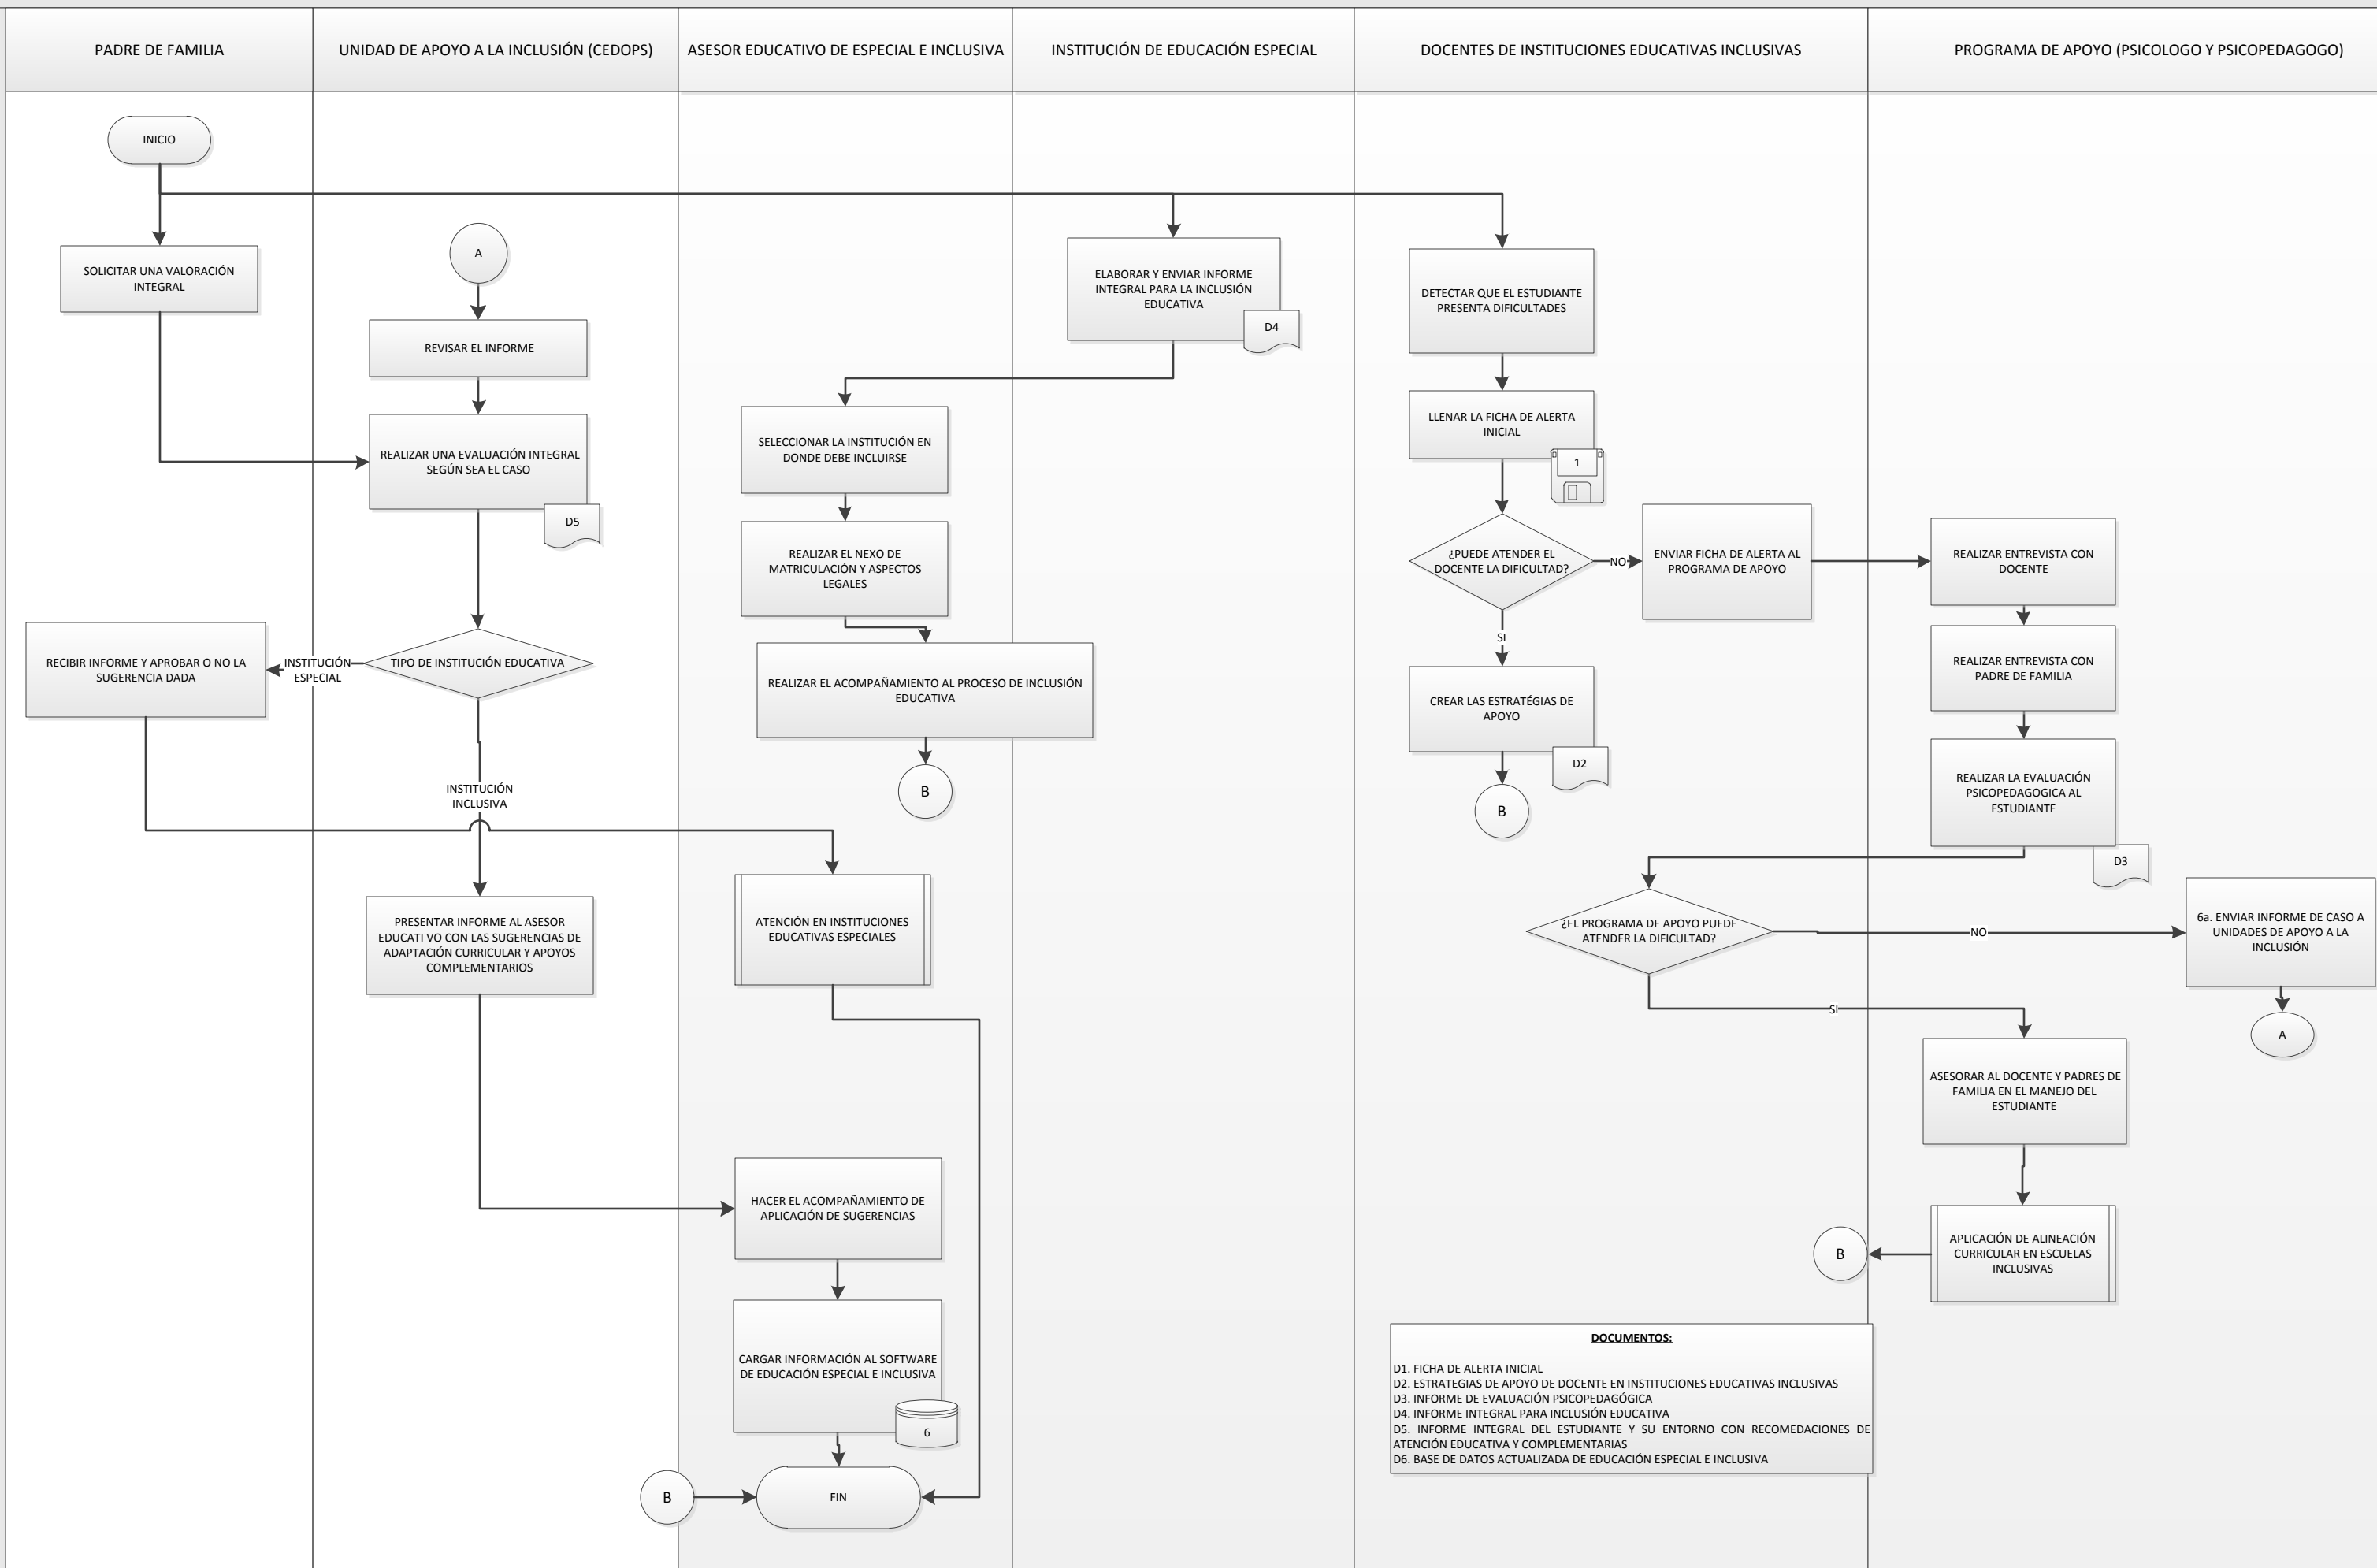 PADRE DE FAMILIA
UNIDAD DE APOYO A LA INCLUSIÓN (CEDOPS)
ASESOR EDUCATIVO DE ESPECIAL E INCLUSIVA
INSTITUCIÓN DE EDUCACIÓN ESPECIAL
DOCENTES DE INSTITUCIONES EDUCATIVAS INCLUSIVAS
PROGRAMA DE APOYO (PSICOLOGO Y PSICOPEDAGOGO)
INICIO
SOLICITAR UNA VALORACIÓN
INTEGRAL
RECIBIR INFORME Y APROBAR O NO LA
SUGERENCIA DADA
A
REVISAR EL INFORME
REALIZAR UNA EVALUACIÓN INTEGRAL
SEGÚN SEA EL CASO
D5
TIPO DE INSTITUCIÓN EDUCATIVA
INSTITUCIÓN
ESPECIAL
INSTITUCIÓN
INCLUSIVA
PRESENTAR INFORME AL ASESOR
EDUCATI VO CON LAS SUGERENCIAS DE
ADAPTACIÓN CURRICULAR Y APOYOS
COMPLEMENTARIOS
SELECCIONAR LA INSTITUCIÓN EN
DONDE DEBE INCLUIRSE
REALIZAR EL NEXO DE
MATRICULACIÓN Y ASPECTOS
LEGALES
REALIZAR EL ACOMPAÑAMIENTO AL PROCESO DE INCLUSIÓN
EDUCATIVA
B
ATENCIÓN EN INSTITUCIONES
EDUCATIVAS ESPECIALES
HACER EL ACOMPAÑAMIENTO DE
APLICACIÓN DE SUGERENCIAS
CARGAR INFORMACIÓN AL SOFTWARE
DE EDUCACIÓN ESPECIAL E INCLUSIVA
6
B
FIN
ELABORAR Y ENVIAR INFORME
INTEGRAL PARA LA INCLUSIÓN
EDUCATIVA
D4
DETECTAR QUE EL ESTUDIANTE
PRESENTA DIFICULTADES
LLENAR LA FICHA DE ALERTA
INICIAL
1
¿PUEDE ATENDER EL
DOCENTE LA DIFICULTAD?
NO
ENVIAR FICHA DE ALERTA AL
PROGRAMA DE APOYO
SI
CREAR LAS ESTRATÉGIAS DE
APOYO
D2
B
REALIZAR ENTREVISTA CON
DOCENTE
REALIZAR ENTREVISTA CON
PADRE DE FAMILIA
REALIZAR LA EVALUACIÓN
PSICOPEDAGOGICA AL
ESTUDIANTE
D3
¿EL PROGRAMA DE APOYO PUEDE
ATENDER LA DIFICULTAD?
NO
6a. ENVIAR INFORME DE CASO A
UNIDADES DE APOYO A LA
INCLUSIÓN
A
SI
ASESORAR AL DOCENTE Y PADRES DE
FAMILIA EN EL MANEJO DEL
ESTUDIANTE
APLICACIÓN DE ALINEACIÓN
CURRICULAR EN ESCUELAS
INCLUSIVAS
B
DOCUMENTOS:
D1. FICHA DE ALERTA INICIAL
D2. ESTRATEGIAS DE APOYO DE DOCENTE EN INSTITUCIONES EDUCATIVAS INCLUSIVAS
D3. INFORME DE EVALUACIÓN PSICOPEDAGÓGICA
D4. INFORME INTEGRAL PARA INCLUSIÓN EDUCATIVA
D5. INFORME INTEGRAL DEL ESTUDIANTE Y SU ENTORNO CON RECOMEDACIONES DE
ATENCIÓN EDUCATIVA Y COMPLEMENTARIAS
D6. BASE DE DATOS ACTUALIZADA DE EDUCACIÓN ESPECIAL E INCLUSIVA